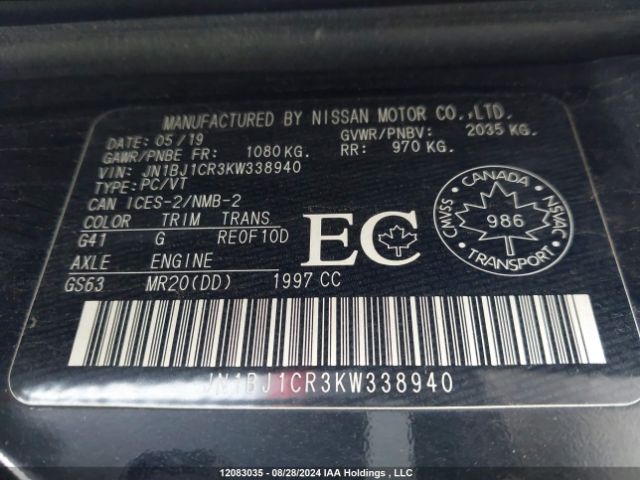 MANUFACTURED BY NISSAN MOTOR CO.,LTD.
DATE: 05/19 GVWR/PNBV: 2035 KG.
GAWR/PNBE FR: 1080 KG. RR: 970 KG.
VIN: JN1BJ1CR3KW338940
TYPE: PC/VT
CAN ICES-2/NMB-2
COLOR TRIM TRANS
G41 G RE0F10D
AXLE ENGINE
GS63 MR20(DD) 1997 CC
EC
CANADA
CMVSS 986 NSVAC
TRANSPORT
JN1BJ1CR3KW338940
12083035 - 08/28/2024 IAA Holdings , LLC